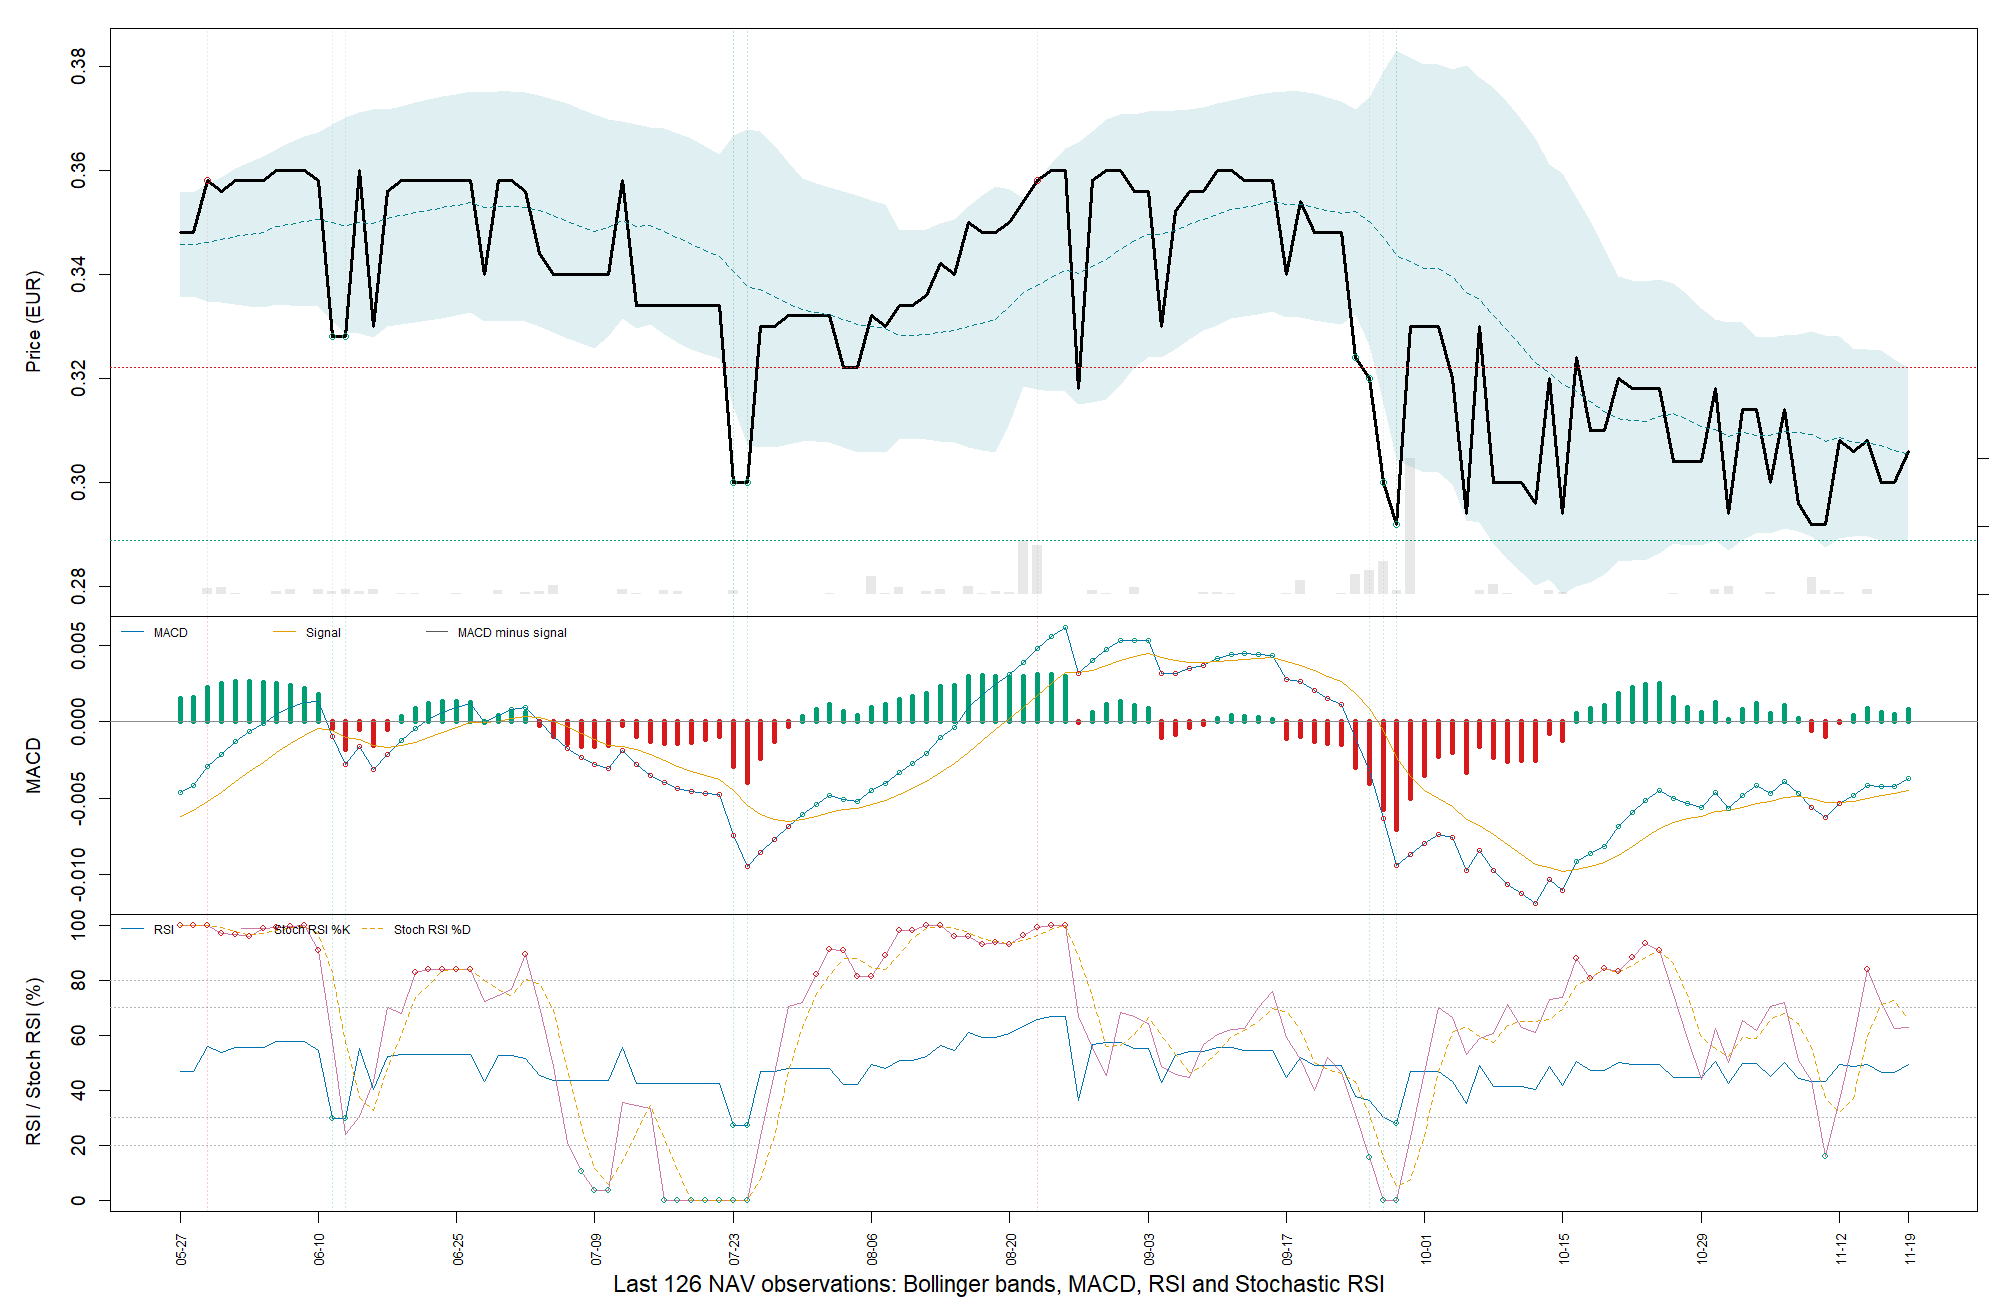 0.38
0.36
0.34
0.32
0.30
0.28
Price (EUR)
MACD Signal MACD minus signal
0.005
0.000
-0.005
-0.010
MACD
RSI Stoch RSI %K Stoch RSI %D
100
80
60
40
20
0
RSI / Stoch RSI (%)
05-27 06-10 06-25 07-09 07-23 08-06 08-20 09-03 09-17 10-01 10-15 10-29 11-12 11-19
Last 126 NAV observations: Bollinger bands, MACD, RSI and Stochastic RSI